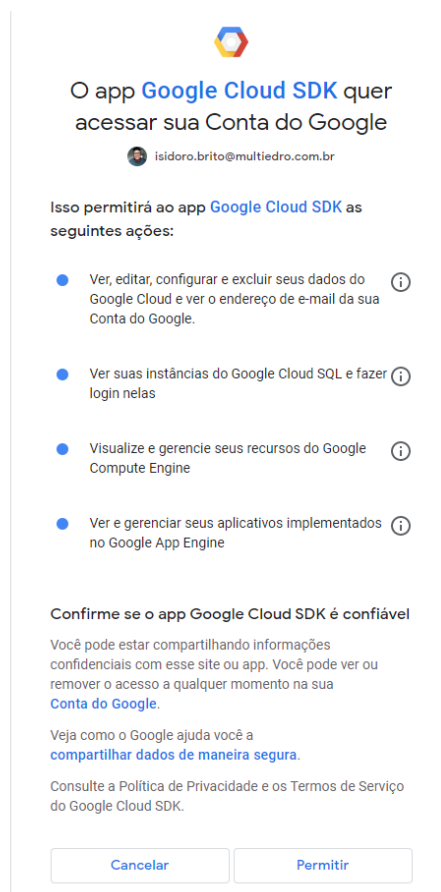 O app Google Cloud SDK quer
acessar sua Conta do Google
isidoro.brito@multiedro.com.br
Isso permitirá ao app Google Cloud SDK as
seguintes ações:
Ver, editar, configurar e excluir seus dados do
Google Cloud e ver o endereço de e-mail da sua
Conta do Google.
Ver suas instâncias do Google Cloud SQL e fazer
login nelas
Visualize e gerencie seus recursos do Google
Compute Engine
Ver e gerenciar seus aplicativos implementados
no Google App Engine
Confirme se o app Google Cloud SDK é confiável
Você pode estar compartilhando informações
confidenciais com esse site ou app. Você pode ver ou
remover o acesso a qualquer momento na sua
Conta do Google.
Veja como o Google ajuda você a
compartilhar dados de maneira segura.
Consulte a Política de Privacidade e os Termos de Serviço
do Google Cloud SDK.
Cancelar
Permitir